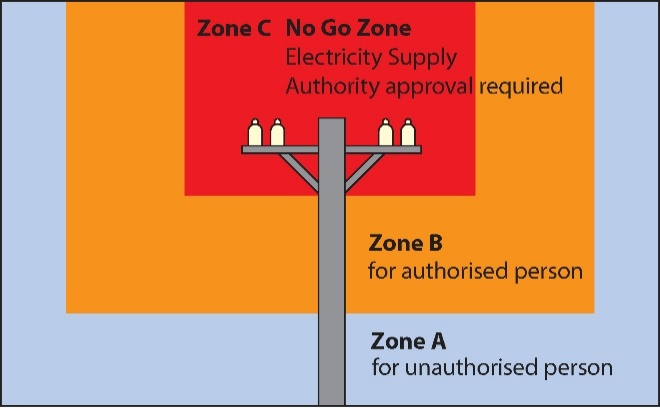 Zone C No Go Zone
Electricity Supply
Authority approval required
Zone B
for authorised person
Zone A
for unauthorised person